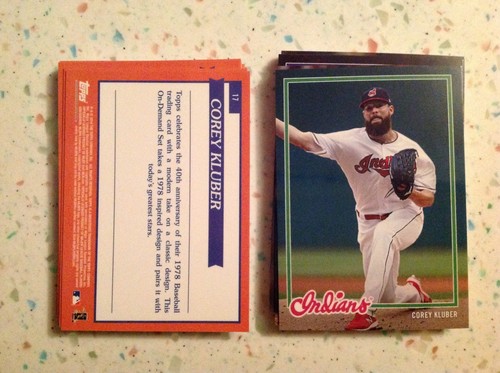 17
COREY KLUBER
Topps celebrates the 40th anniversary of their 1978 Baseball
trading card with a modern take on a classic design. This
On-Demand Set takes a 1978 inspired design and pairs it with
today's greatest stars.
topps
Indians
Indians
COREY KLUBER